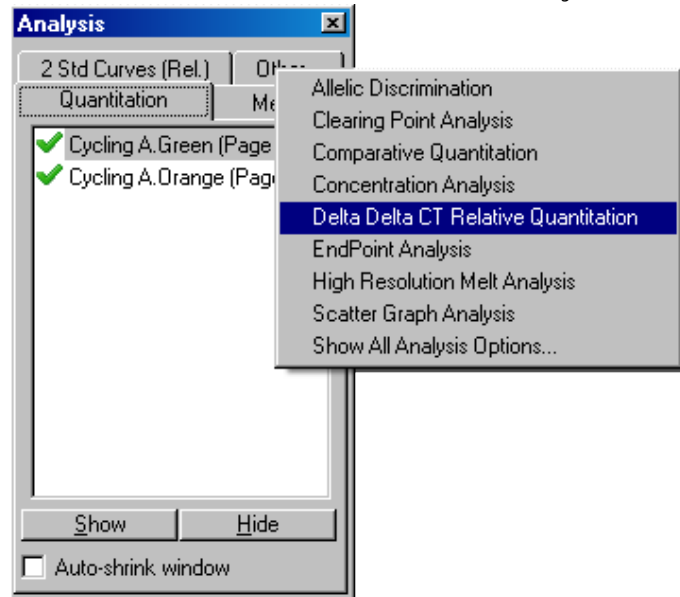 Analysis
2 Std Curves (Rel.)
Quantitation
Cycling A.Green (Page
Cycling A.Orange (Pag
Allelic Discrimination
Clearing Point Analysis
Comparative Quantitation
Concentration Analysis
Delta Delta CT Relative Quantitation
EndPoint Analysis
High Resolution Melt Analysis
Scatter Graph Analysis
Show All Analysis Options...
Show Hide
Auto-shrink window